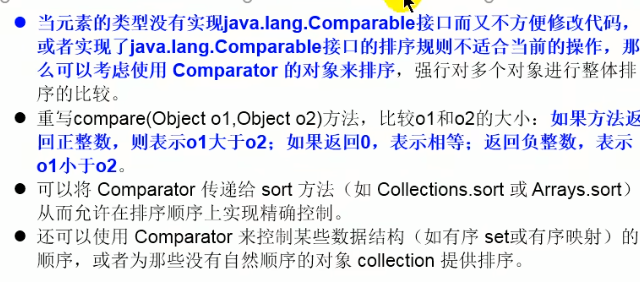 ● 当元素的类型没有实现java.lang.Comparable接口而又不方便修改代码，
或者实现了java.lang.Comparable接口的排序规则不适合当前的操作，那
么可以考虑使用 Comparator 的对象来排序，强行对多个对象进行整体排
序的比较。
● 重写compare(Object o1,Object o2)方法，比较o1和o2的大小：如果方法返
回正整数，则表示o1大于o2；如果返回0，表示相等；返回负整数，表示
o1小于o2。
● 可以将 Comparator 传递给 sort 方法（如 Collections.sort 或 Arrays.sort）
从而允许在排序顺序上实现精确控制。
● 还可以使用 Comparator 来控制某些数据结构（如有序 set或有序映射）的
顺序，或者为那些没有自然顺序的对象 collection 提供排序。